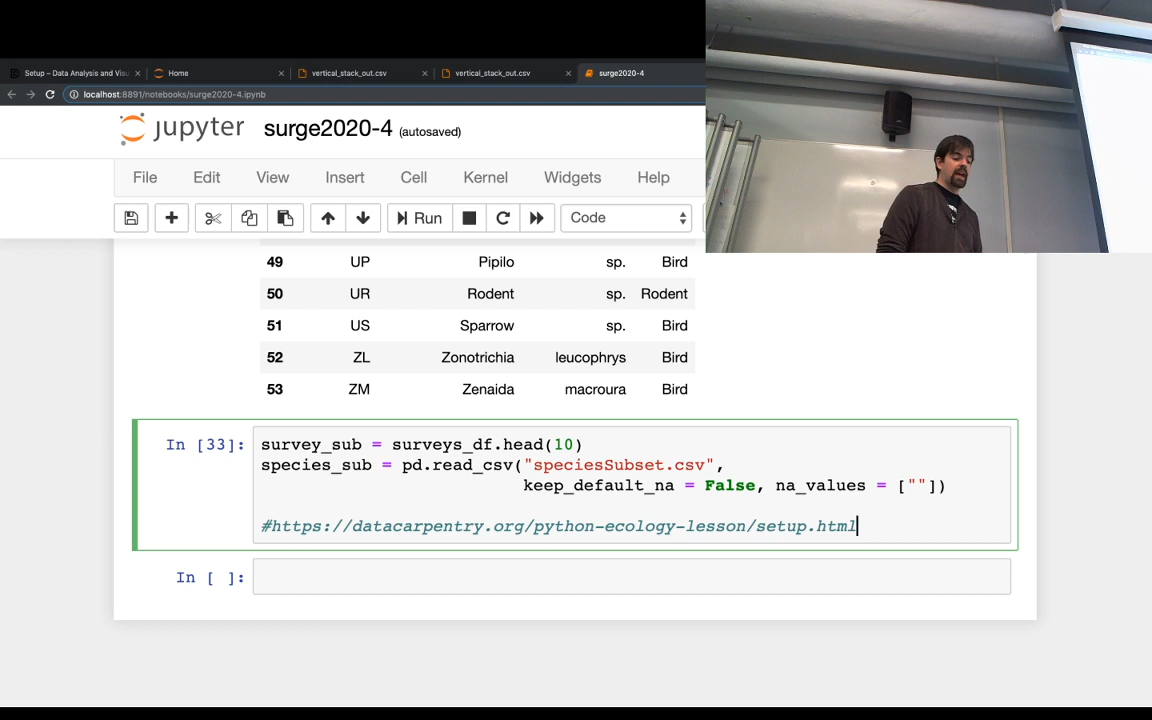 Setup – Data Analysis and Visu
Home
vertical_stack_out.csv
vertical_stack_out.csv
surge2020-4
localhost:8891/notebooks/surge2020-4.ipynb
jupyter surge2020-4 (autosaved)
File Edit View Insert Cell Kernel Widgets Help
Run Code
49 UP Pipilo sp. Bird
50 UR Rodent sp. Rodent
51 US Sparrow sp. Bird
52 ZL Zonotrichia leucophrys Bird
53 ZM Zenaida macroura Bird
In [33]: survey_sub = surveys_df.head(10)
species_sub = pd.read_csv("speciesSubset.csv",
keep_default_na = False, na_values = [""])
#https://datacarpentry.org/python-ecology-lesson/setup.html
In [ ]: